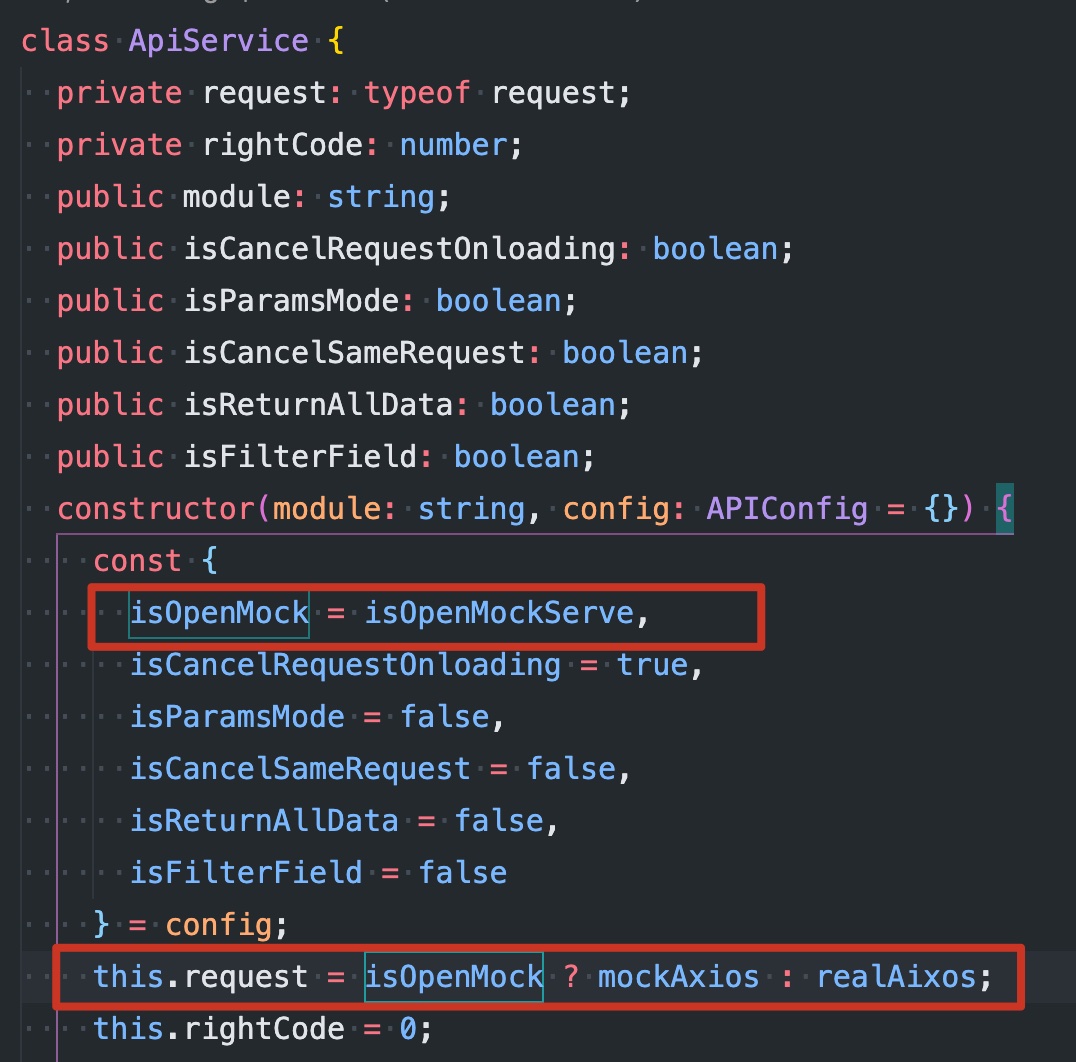 class ApiService {
private request: typeof request;
private rightCode: number;
public module: string;
public isCancelRequestOnloading: boolean;
public isParamsMode: boolean;
public isCancelSameRequest: boolean;
public isReturnAllData: boolean;
public isFilterField: boolean;
constructor(module: string, config: APIConfig = {}) {
const {
isOpenMock = isOpenMockServe,
isCancelRequestOnloading = true,
isParamsMode = false,
isCancelSameRequest = false,
isReturnAllData = false,
isFilterField = false
} = config;
this.request = isOpenMock ? mockAxios : realAixos;
this.rightCode = 0;